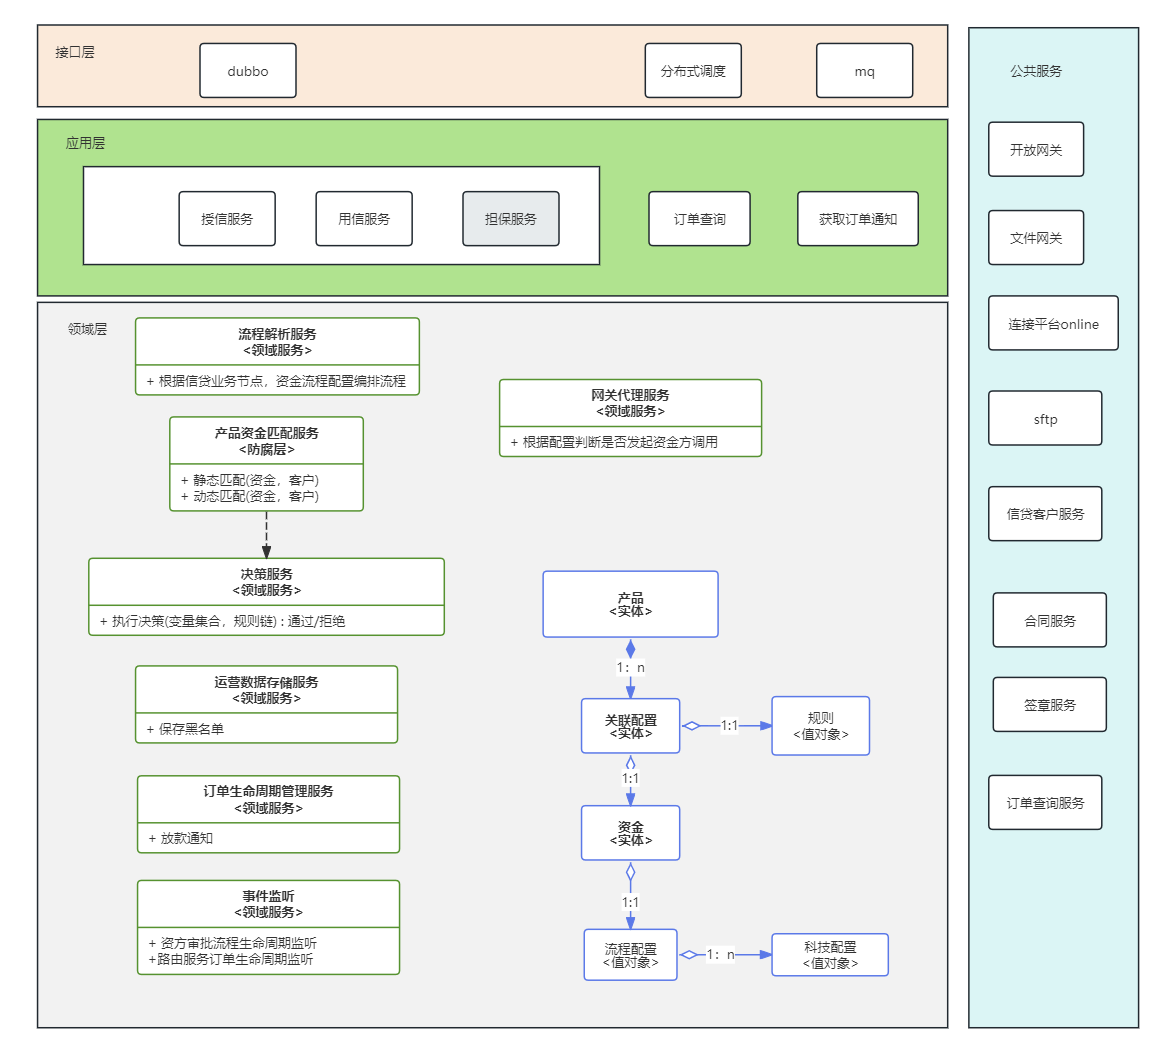 接口层
dubbo
分布式调度
mq
应用层
授信服务
用信服务
担保服务
订单查询
获取订单通知
领域层
流程解析服务
<领域服务>
+ 根据信贷业务节点，资金流程配置编排流程
产品资金匹配服务
<防腐层>
+ 静态匹配(资金，客户)
+ 动态匹配(资金，客户)
决策服务
<领域服务>
+ 执行决策(变量集合，规则链) : 通过/拒绝
运营数据存储服务
<领域服务>
+ 保存黑名单
订单生命周期管理服务
<领域服务>
+ 放款通知
事件监听
<领域服务>
+ 资方审批流程生命周期监听
+路由服务订单生命周期监听
网关代理服务
<领域服务>
+ 根据配置判断是否发起资金方调用
产品
<实体>
1：n
关联配置
<实体>
1:1
规则
<值对象>
1:1
资金
<实体>
1:1
流程配置
<值对象>
1：n
科技配置
<值对象>
公共服务
开放网关
文件网关
连接平台online
sftp
信贷客户服务
合同服务
签章服务
订单查询服务